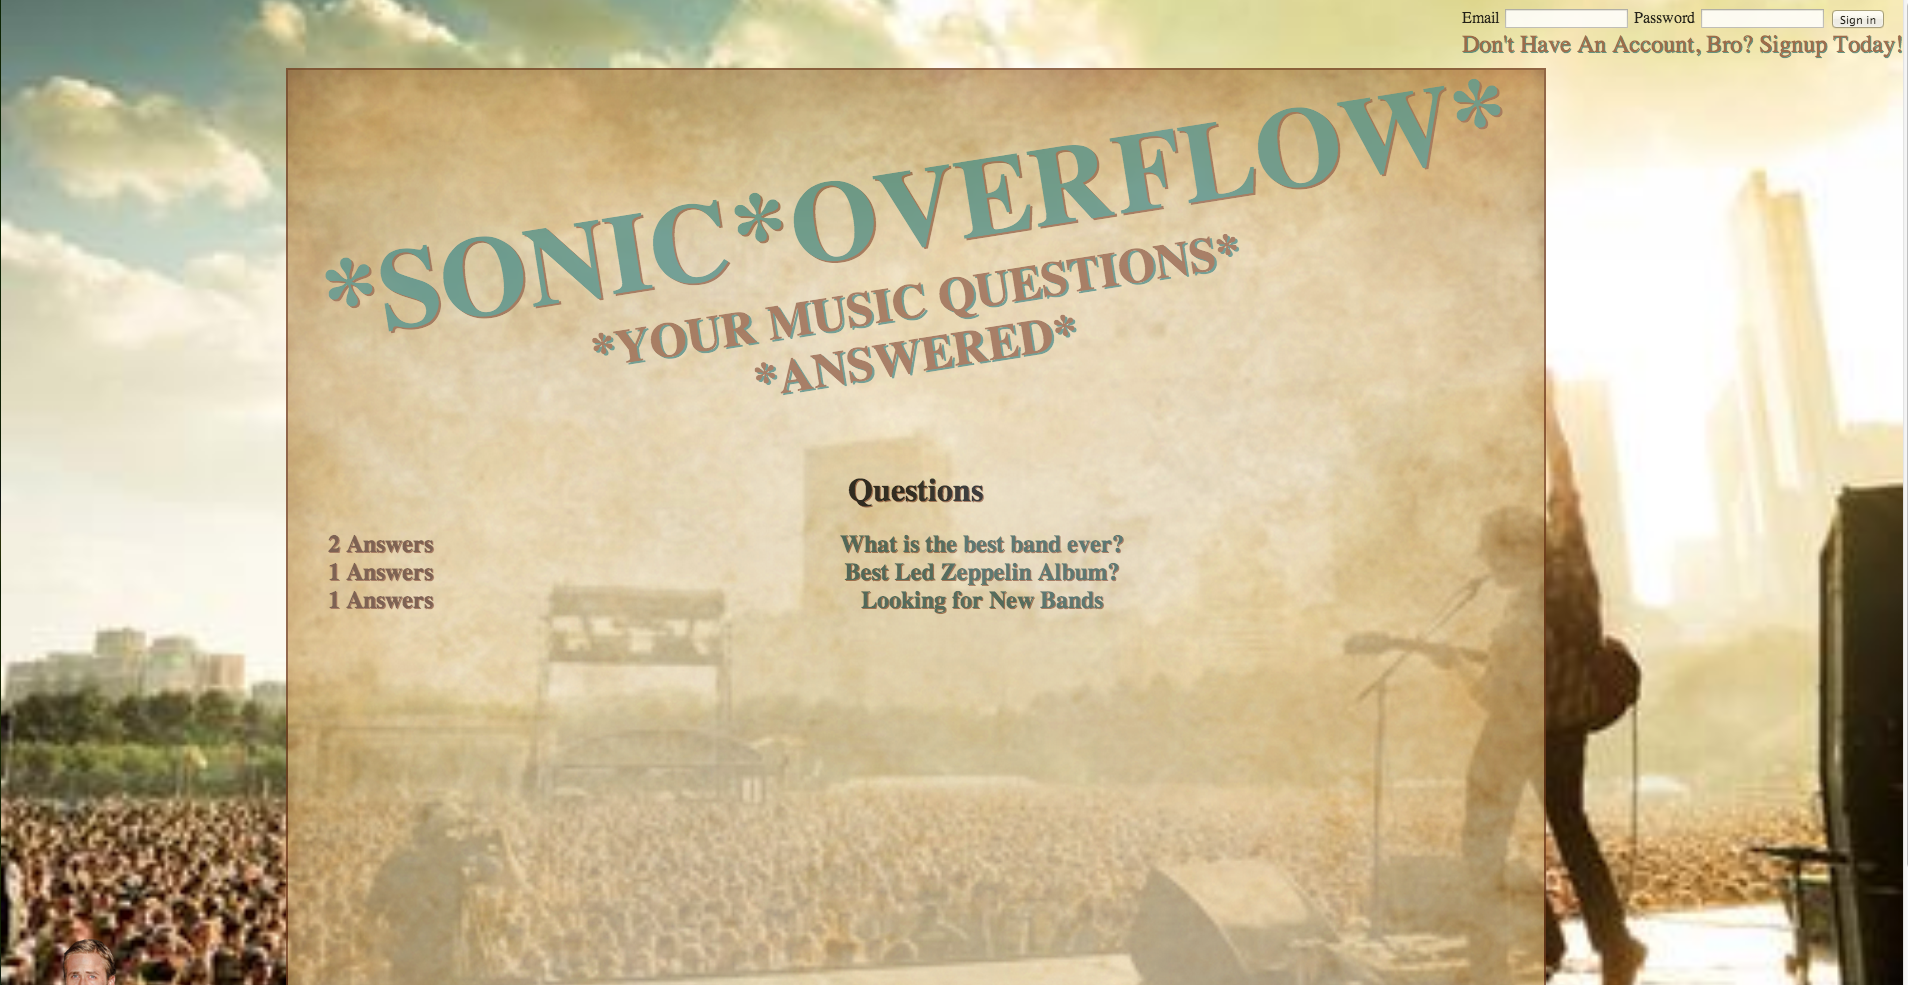 Email Password Sign in
Don't Have An Account, Bro? Signup Today!
*SONIC*OVERFLOW*
*YOUR MUSIC QUESTIONS*
*ANSWERED*
Questions
2 Answers What is the best band ever?
1 Answers Best Led Zeppelin Album?
1 Answers Looking for New Bands